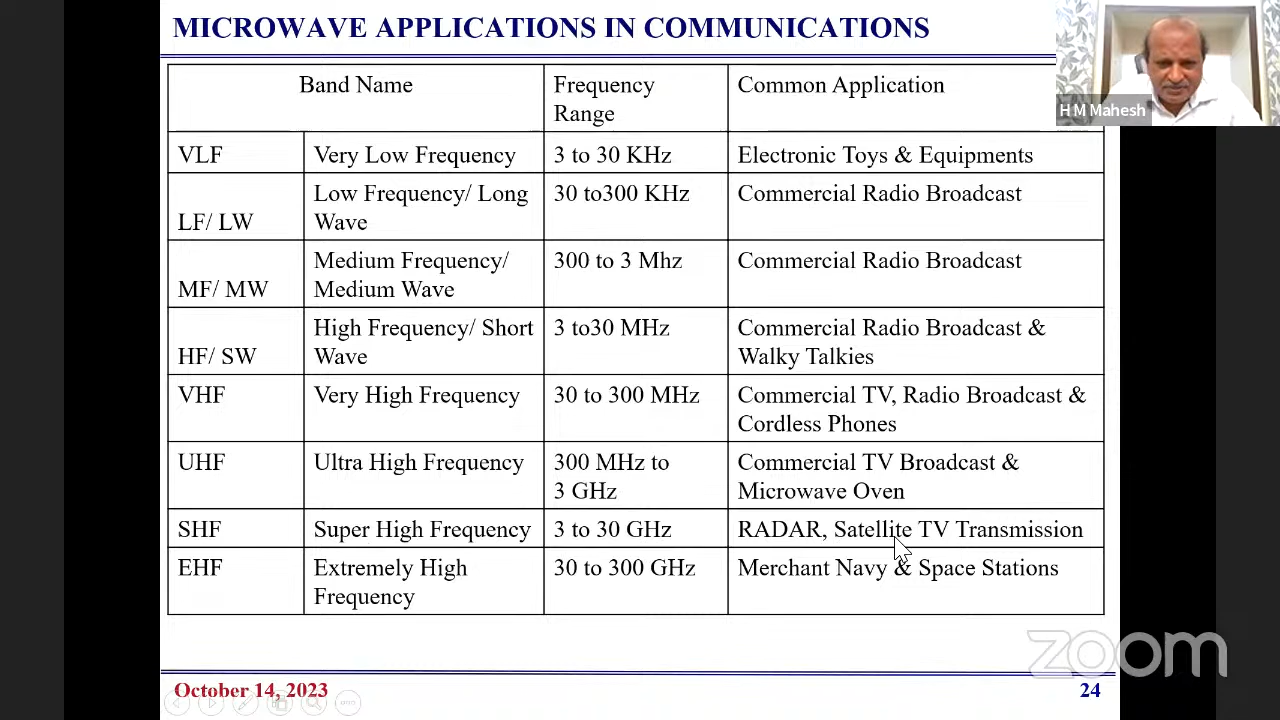 MICROWAVE APPLICATIONS IN COMMUNICATIONS
Band Name
Frequency
Range
Common Application
H M Mahesh
VLF
Very Low Frequency
3 to 30 KHz
Electronic Toys & Equipments
LF/ LW
Low Frequency/ Long
Wave
30 to300 KHz
Commercial Radio Broadcast
MF/ MW
Medium Frequency/
Medium Wave
300 to 3 Mhz
Commercial Radio Broadcast
HF/ SW
High Frequency/ Short
Wave
3 to30 MHz
Commercial Radio Broadcast &
Walky Talkies
VHF
Very High Frequency
30 to 300 MHz
Commercial TV, Radio Broadcast &
Cordless Phones
UHF
Ultra High Frequency
300 MHz to
3 GHz
Commercial TV Broadcast &
Microwave Oven
SHF
Super High Frequency
3 to 30 GHz
RADAR, Satellite TV Transmission
EHF
Extremely High
Frequency
30 to 300 GHz
Merchant Navy & Space Stations
zoom
October 14, 2023
24